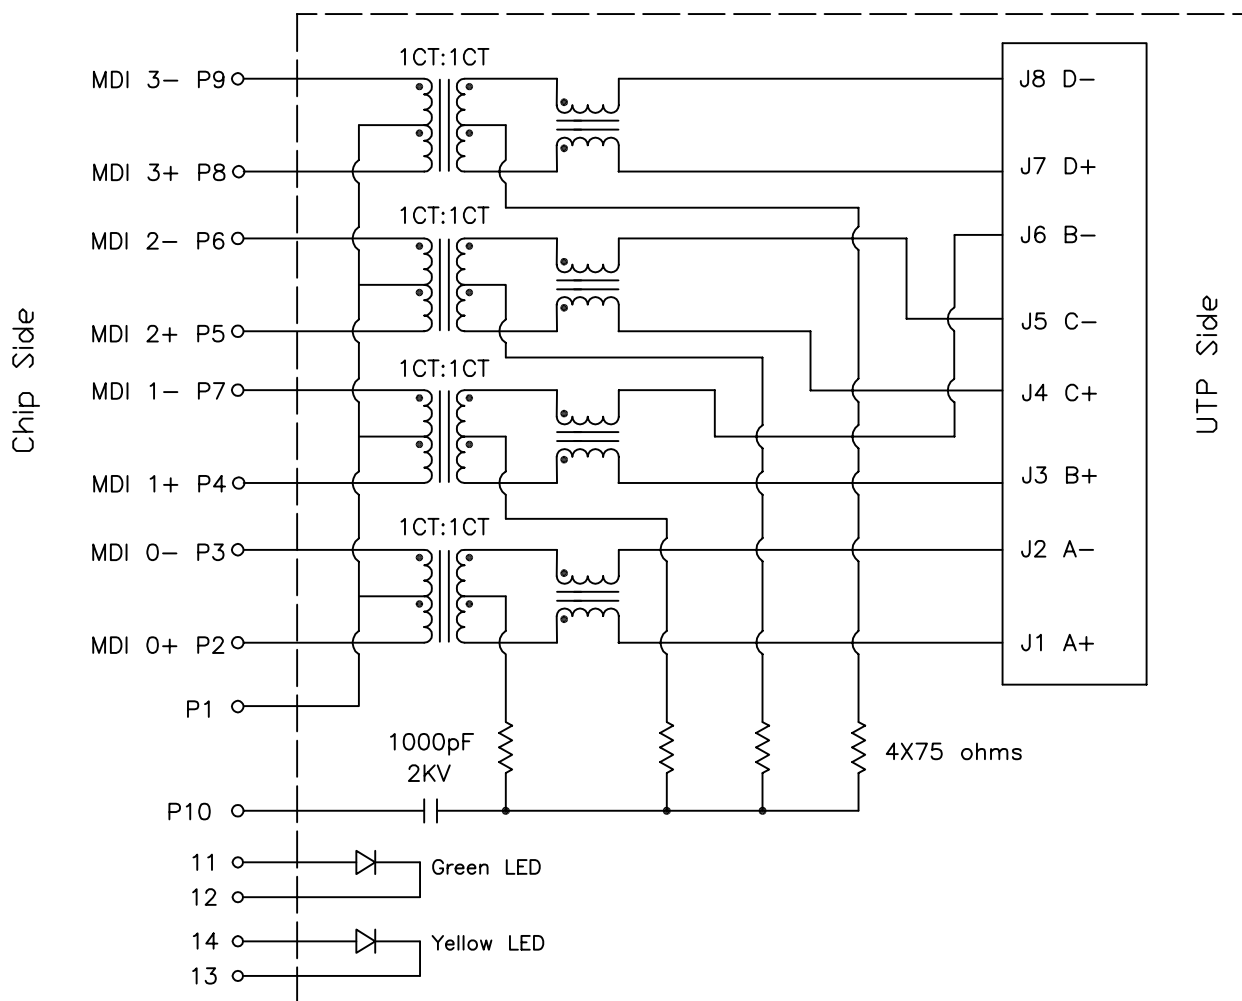 1CT:1CT
MDI 3- P9
J8 D-
MDI 3+ P8
J7 D+
1CT:1CT
MDI 2- P6
J6 B-
MDI 2+ P5
J5 C-
1CT:1CT
MDI 1- P7
J4 C+
MDI 1+ P4
J3 B+
1CT:1CT
MDI 0- P3
J2 A-
MDI 0+ P2
J1 A+
Chip Side
UTP Side
P1
1000pF
2KV
4X75 ohms
P10
11
Green LED
12
14
Yellow LED
13